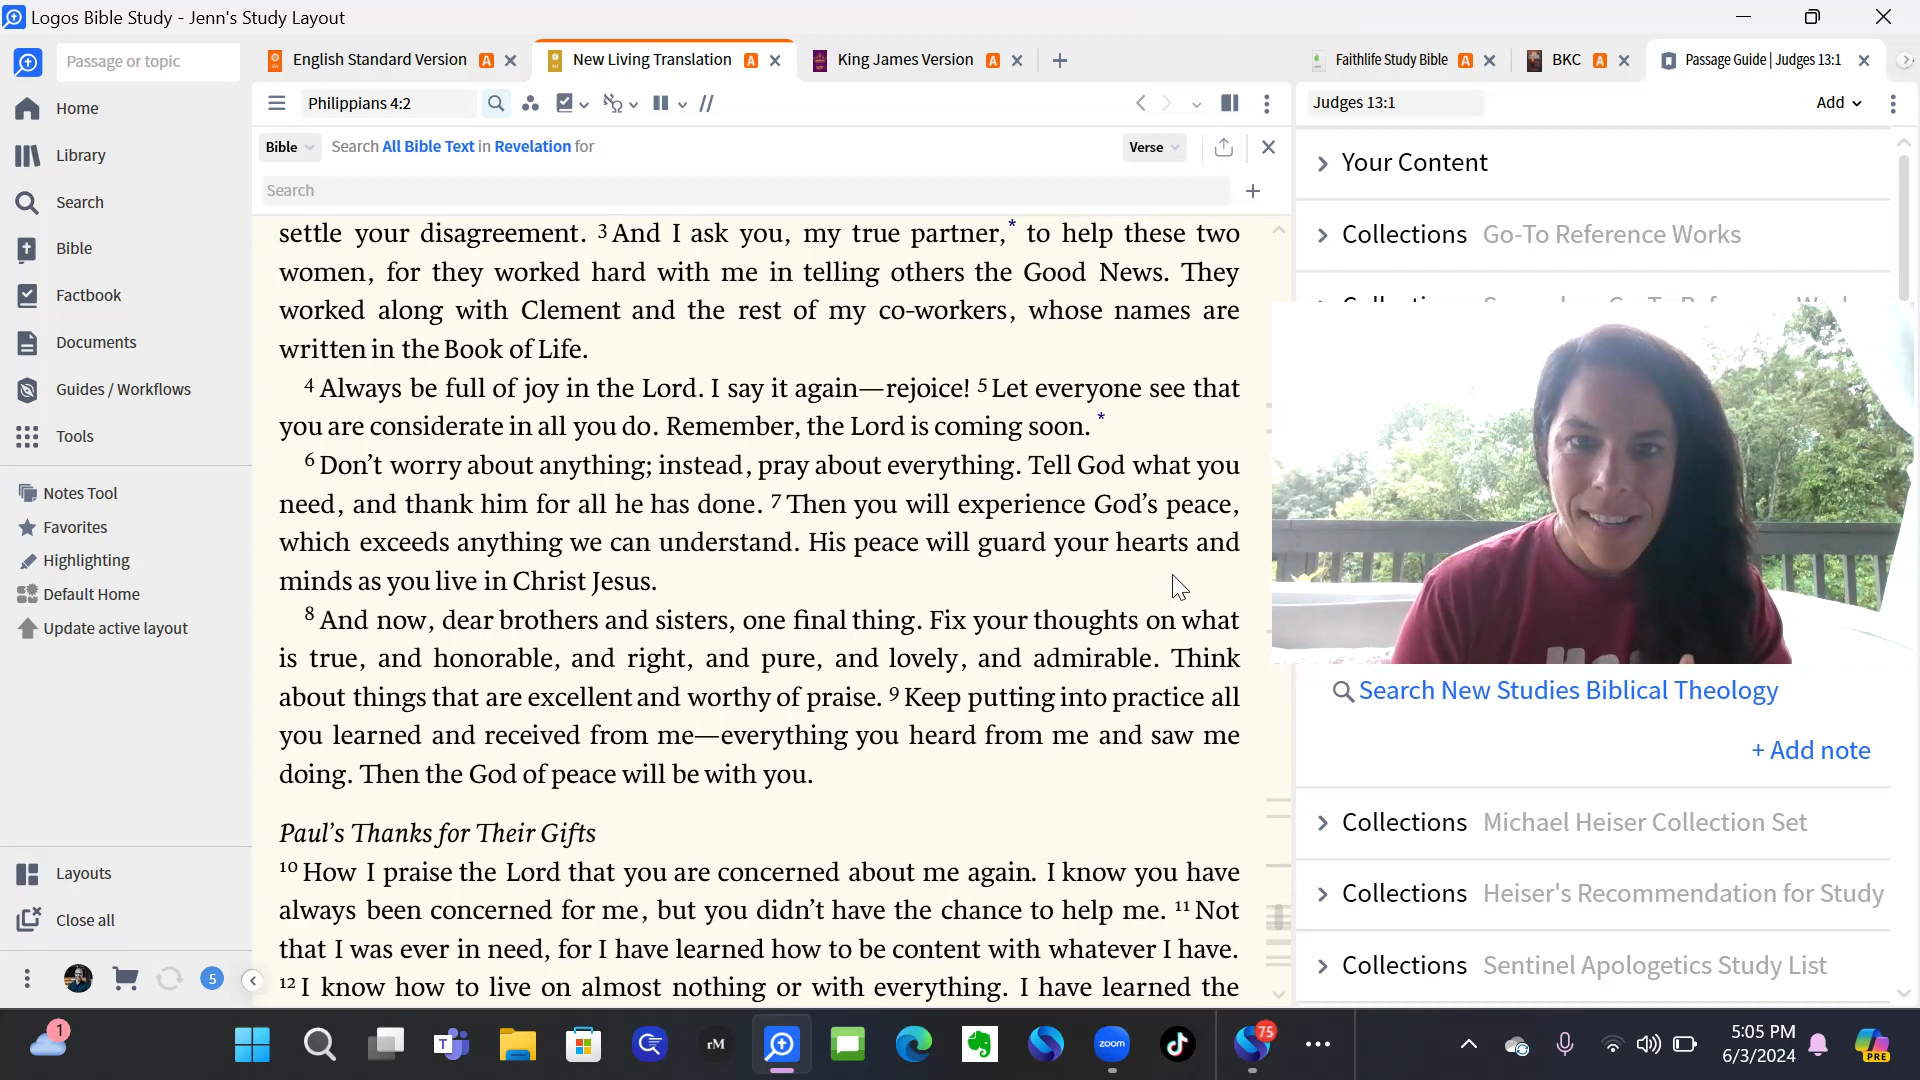 Logos Bible Study - Jenn's Study Layout
Passage or topic
English Standard Version A
New Living Translation A
King James Version A
Faithlife Study Bible A
BKC A
Passage Guide | Judges 13:1
Home
Library
Search
Bible
Factbook
Documents
Guides / Workflows
Tools
Notes Tool
Favorites
Highlighting
Default Home
Update active layout
Layouts
Close all
5
Philippians 4:2
Bible
Search All Bible Text in Revelation for
Verse
Search
settle your disagreement. 3 And I ask you, my true partner,* to help these two
women, for they worked hard with me in telling others the Good News. They
worked along with Clement and the rest of my co-workers, whose names are
written in the Book of Life.
4 Always be full of joy in the Lord. I say it again—rejoice! 5 Let everyone see that
you are considerate in all you do. Remember, the Lord is coming soon.*
6 Don’t worry about anything; instead, pray about everything. Tell God what you
need, and thank him for all he has done. 7 Then you will experience God’s peace,
which exceeds anything we can understand. His peace will guard your hearts and
minds as you live in Christ Jesus.
8 And now, dear brothers and sisters, one final thing. Fix your thoughts on what
is true, and honorable, and right, and pure, and lovely, and admirable. Think
about things that are excellent and worthy of praise. 9 Keep putting into practice all
you learned and received from me—everything you heard from me and saw me
doing. Then the God of peace will be with you.
Paul’s Thanks for Their Gifts
10 How I praise the Lord that you are concerned about me again. I know you have
always been concerned for me, but you didn’t have the chance to help me. 11 Not
that I was ever in need, for I have learned how to be content with whatever I have.
12 I know how to live on almost nothing or with everything. I have learned the
Judges 13:1
Add
Your Content
Collections Go-To Reference Works
Search New Studies Biblical Theology
+ Add note
Collections Michael Heiser Collection Set
Collections Heiser's Recommendation for Study
Collections Sentinel Apologetics Study List
1
T
rM
zoom
75
5:05 PM
6/3/2024
PRE